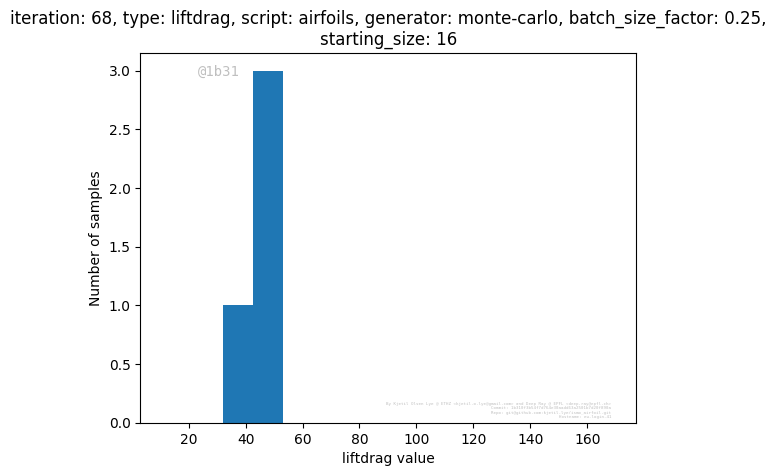 iteration: 68, type: liftdrag, script: airfoils, generator: monte-carlo, batch_size_factor: 0.25,
starting_size: 16
@1b31
3.0
2.5
2.0
1.5
1.0
0.5
0.0
Number of samples
20 40 60 80 100 120 140 160
liftdrag value